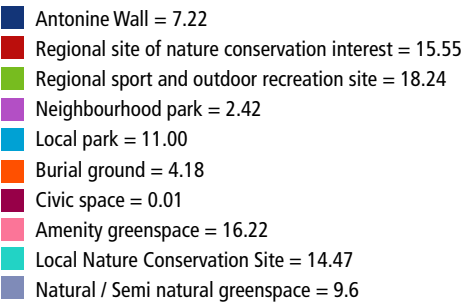 Antonine Wall = 7.22
Regional site of nature conservation interest = 15.55
Regional sport and outdoor recreation site = 18.24
Neighbourhood park = 2.42
Local park = 11.00
Burial ground = 4.18
Civic space = 0.01
Amenity greenspace = 16.22
Local Nature Conservation Site = 14.47
Natural / Semi natural greenspace = 9.6